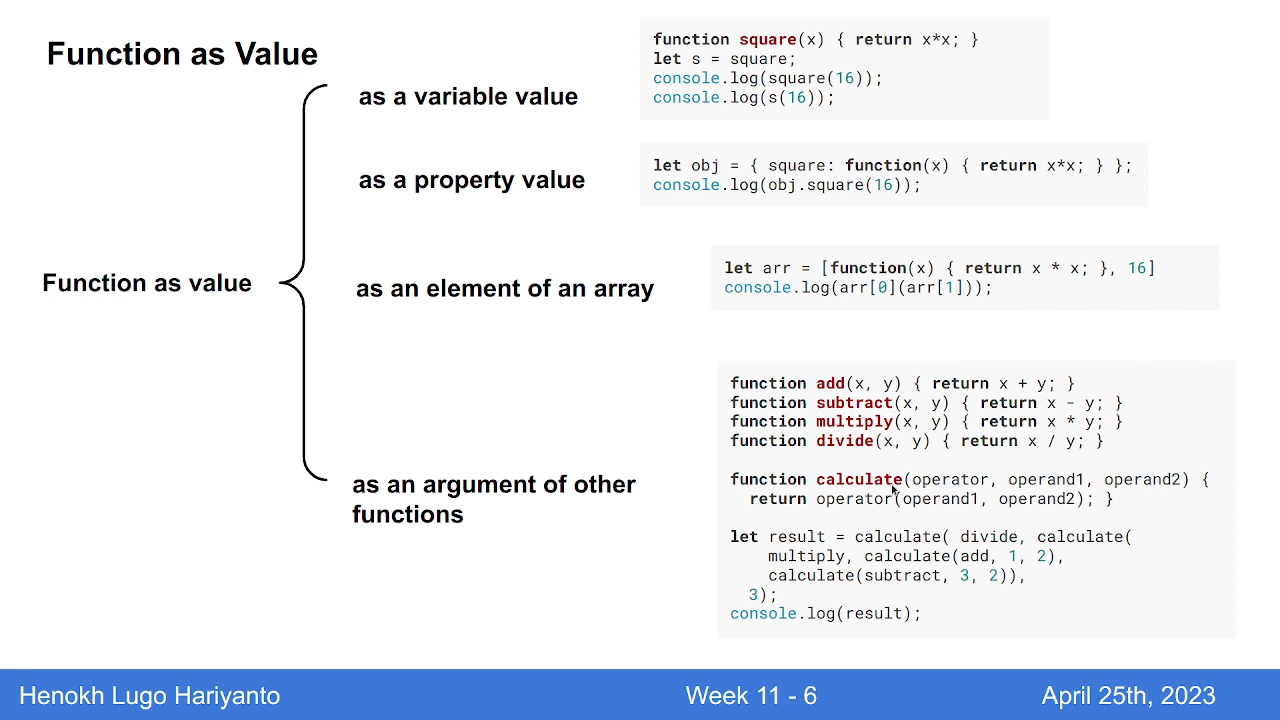 Function as Value
as a variable value
function square(x) { return x*x; }
let s = square;
console.log(square(16));
console.log(s(16));
as a property value
let obj = { square: function(x) { return x*x; } };
console.log(obj.square(16));
Function as value
as an element of an array
let arr = [function(x) { return x * x; }, 16]
console.log(arr[0](arr[1]));
as an argument of other
functions
function add(x, y) { return x + y; }
function subtract(x, y) { return x - y; }
function multiply(x, y) { return x * y; }
function divide(x, y) { return x / y; }
function calculate(operator, operand1, operand2) {
return operator(operand1, operand2); }
let result = calculate( divide, calculate(
multiply, calculate(add, 1, 2),
calculate(subtract, 3, 2)),
3);
console.log(result);
Henokh Lugo Hariyanto
Week 11 - 6
April 25th, 2023